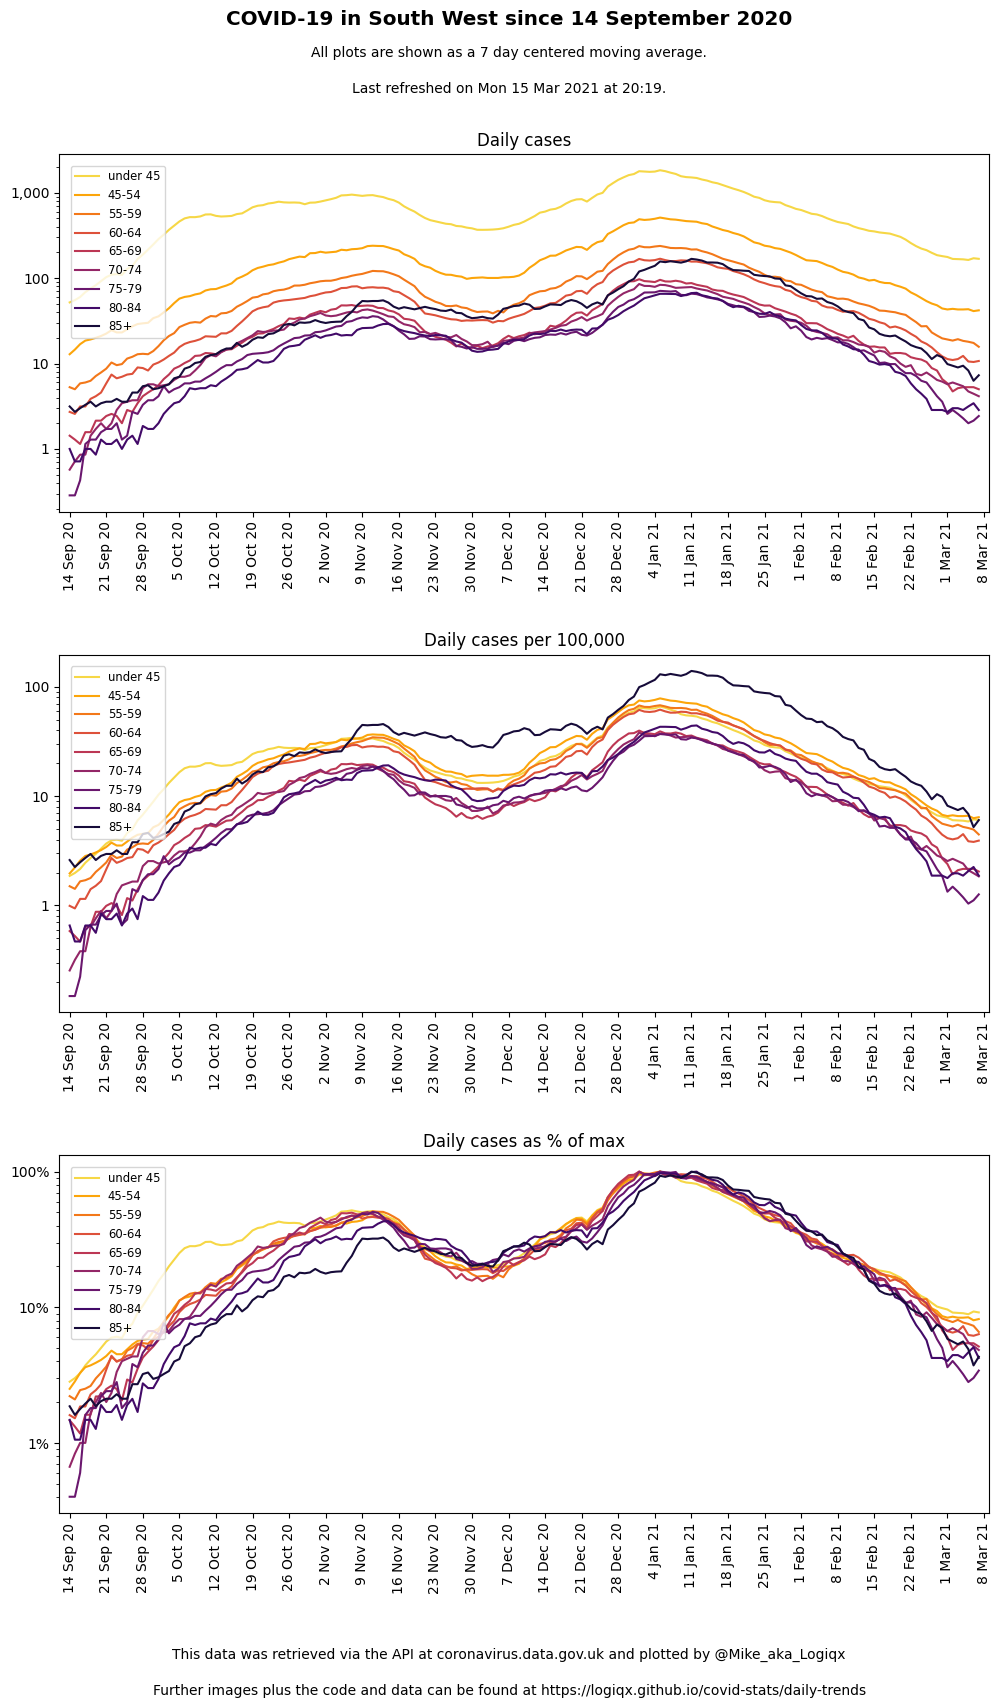 COVID-19 in South West since 14 September 2020
All plots are shown as a 7 day centered moving average.
Last refreshed on Mon 15 Mar 2021 at 20:19.
Daily cases
1,000
100
10
1
under 45
45-54
55-59
60-64
65-69
70-74
75-79
80-84
85+
14 Sep 20
21 Sep 20
28 Sep 20
5 Oct 20
12 Oct 20
19 Oct 20
26 Oct 20
2 Nov 20
9 Nov 20
16 Nov 20
23 Nov 20
30 Nov 20
7 Dec 20
14 Dec 20
21 Dec 20
28 Dec 20
4 Jan 21
11 Jan 21
18 Jan 21
25 Jan 21
1 Feb 21
8 Feb 21
15 Feb 21
22 Feb 21
1 Mar 21
8 Mar 21
Daily cases per 100,000
100
10
1
under 45
45-54
55-59
60-64
65-69
70-74
75-79
80-84
85+
14 Sep 20
21 Sep 20
28 Sep 20
5 Oct 20
12 Oct 20
19 Oct 20
26 Oct 20
2 Nov 20
9 Nov 20
16 Nov 20
23 Nov 20
30 Nov 20
7 Dec 20
14 Dec 20
21 Dec 20
28 Dec 20
4 Jan 21
11 Jan 21
18 Jan 21
25 Jan 21
1 Feb 21
8 Feb 21
15 Feb 21
22 Feb 21
1 Mar 21
8 Mar 21
Daily cases as % of max
100%
10%
1%
under 45
45-54
55-59
60-64
65-69
70-74
75-79
80-84
85+
14 Sep 20
21 Sep 20
28 Sep 20
5 Oct 20
12 Oct 20
19 Oct 20
26 Oct 20
2 Nov 20
9 Nov 20
16 Nov 20
23 Nov 20
30 Nov 20
7 Dec 20
14 Dec 20
21 Dec 20
28 Dec 20
4 Jan 21
11 Jan 21
18 Jan 21
25 Jan 21
1 Feb 21
8 Feb 21
15 Feb 21
22 Feb 21
1 Mar 21
8 Mar 21
This data was retrieved via the API at coronavirus.data.gov.uk and plotted by @Mike_aka_Logiqx
Further images plus the code and data can be found at https://logiqx.github.io/covid-stats/daily-trends